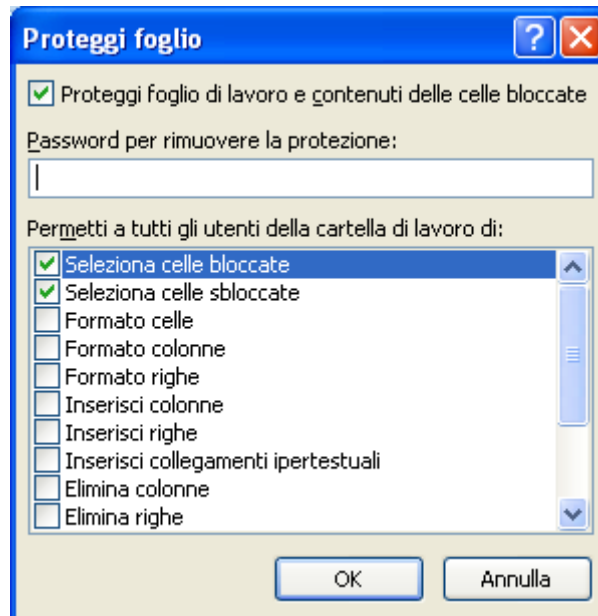 Proteggi foglio
Proteggi foglio di lavoro e contenuti delle celle bloccate
Password per rimuovere la protezione:
Permetti a tutti gli utenti della cartella di lavoro di:
Seleziona celle bloccate
Seleziona celle sbloccate
Formato celle
Formato colonne
Formato righe
Inserisci colonne
Inserisci righe
Inserisci collegamenti ipertestuali
Elimina colonne
Elimina righe
OK Annulla